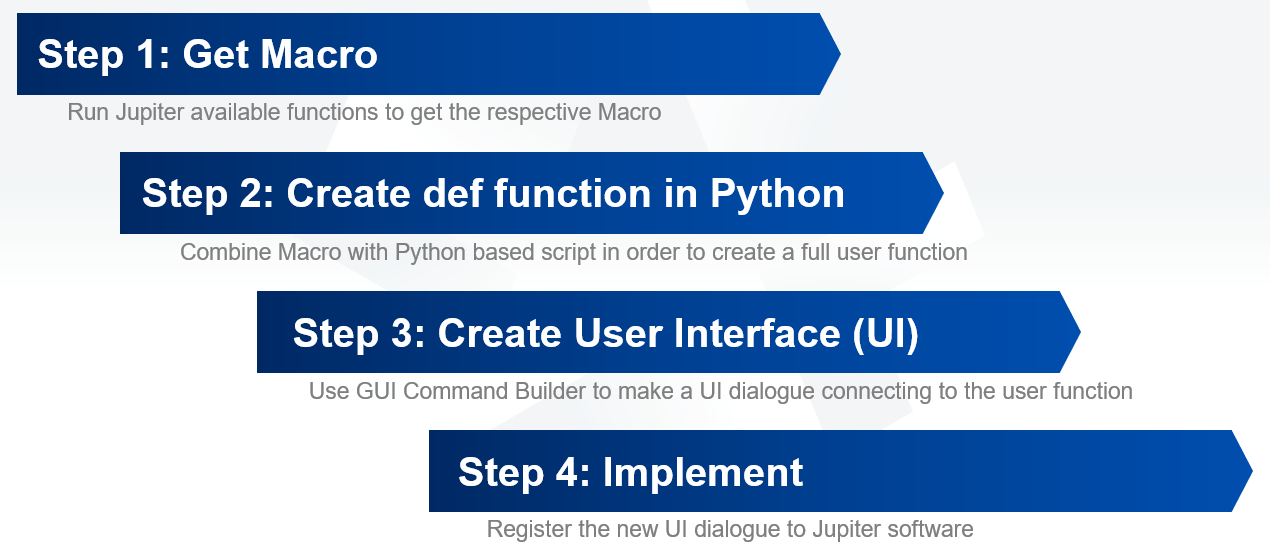 Step 1: Get Macro
Run Jupiter available functions to get the respective Macro
Step 2: Create def function in Python
Combine Macro with Python based script in order to create a full user function
Step 3: Create User Interface (UI)
Use GUI Command Builder to make a UI dialogue connecting to the user function
Step 4: Implement
Register the new UI dialogue to Jupiter software